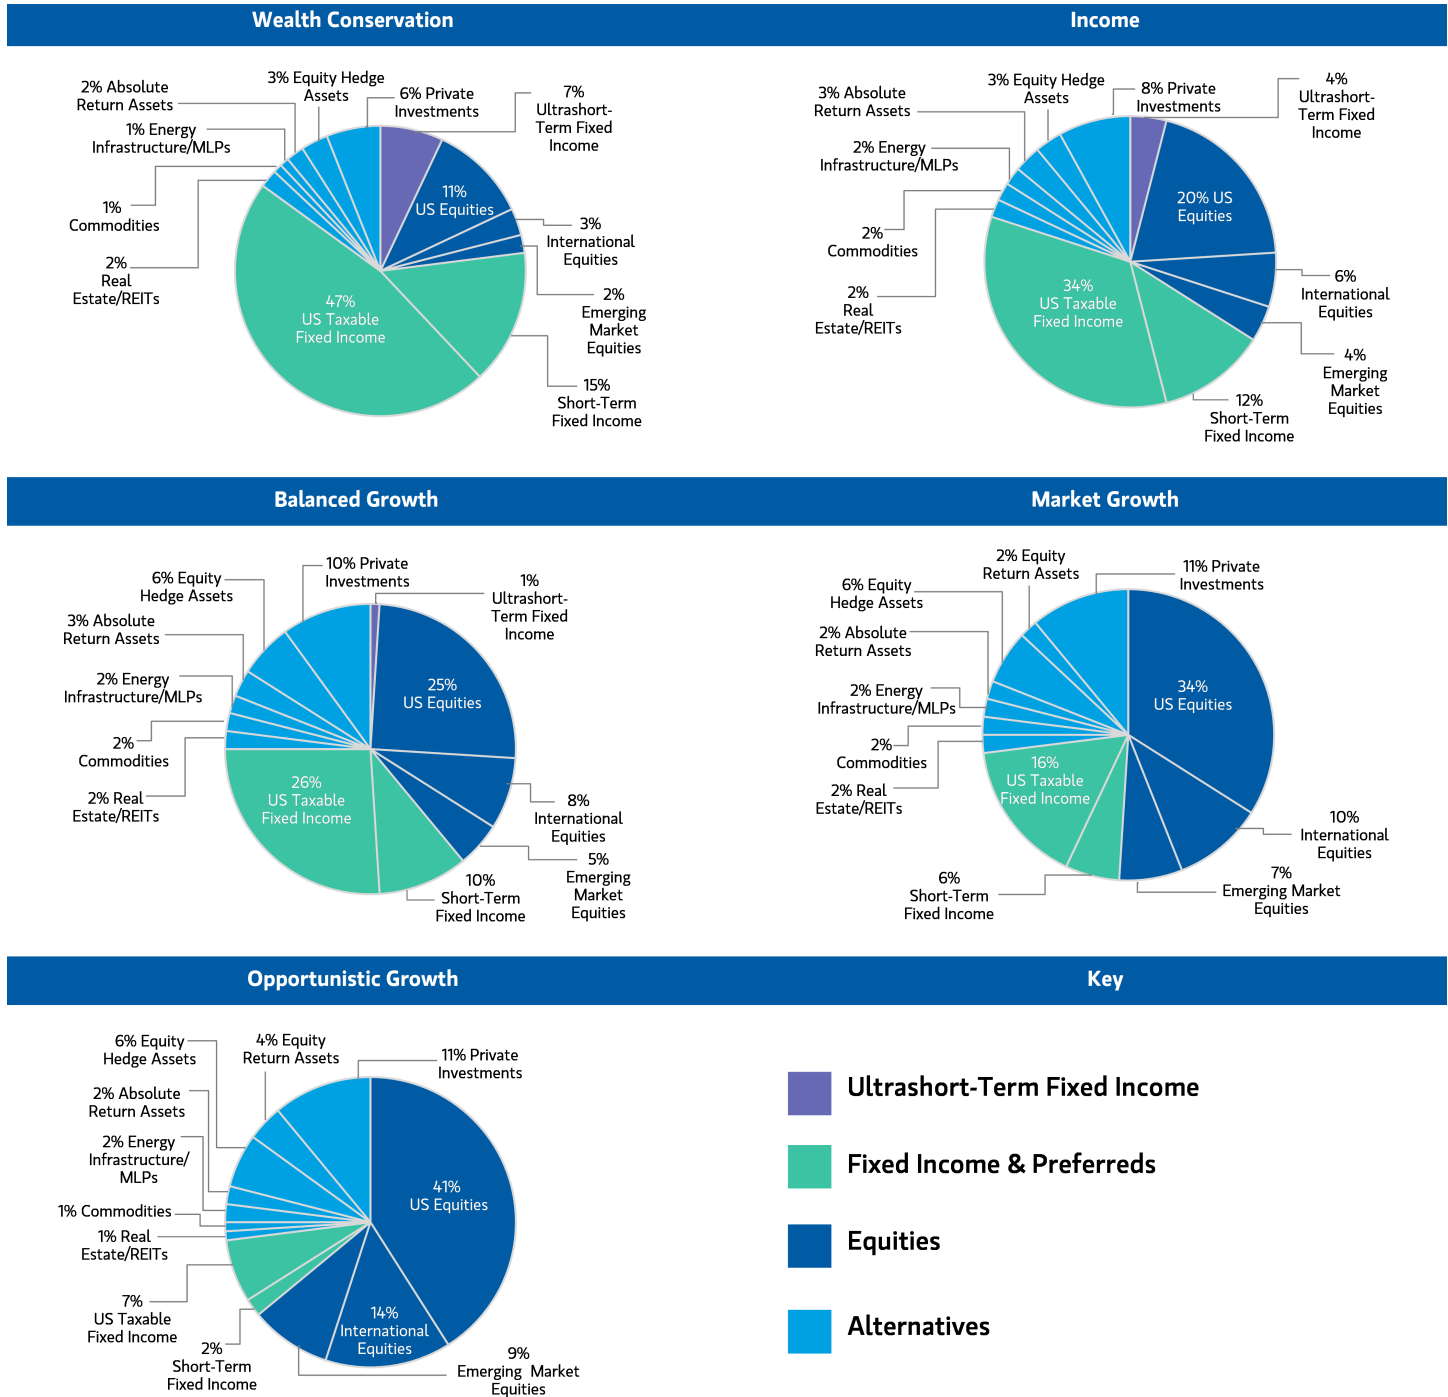 Wealth Conservation
3% Equity Hedge
Assets
2% Absolute
Return Assets
6% Private
Investments
7%
Ultrashort-
Term Fixed
Income
1% Energy
Infrastructure/MLPs
11%
US Equities
1%
Commodities
3%
International
Equities
2%
Real
Estate/REITs
47%
US Taxable
Fixed Income
2%
Emerging
Market
Equities
15%
Short-Term
Fixed Income
Income
3% Equity Hedge
Assets
3% Absolute
Return Assets
8% Private
Investments
4%
Ultrashort-
Term Fixed
Income
2% Energy
Infrastructure/MLPs
20% US
Equities
2%
Commodities
6%
International
Equities
2%
Real
Estate/REITs
34%
US Taxable
Fixed Income
4%
Emerging
Market
Equities
12%
Short-Term
Fixed Income
Balanced Growth
10% Private
Investments
6% Equity
Hedge Assets
1%
Ultrashort-
Term Fixed
Income
3% Absolute
Return Assets
2% Energy
Infrastructure/MLPs
25%
US Equities
2%
Commodities
2% Real
Estate/REITs
26%
US Taxable
Fixed Income
8%
International
Equities
5%
Emerging
Market
Equities
10%
Short-Term
Fixed Income
Market Growth
2% Equity
Return Assets
11% Private
Investments
6% Equity
Hedge Assets
2% Absolute
Return Assets
2% Energy
Infrastructure/MLPs
34%
US Equities
2%
Commodities
2% Real
Estate/REITs
16%
US Taxable
Fixed Income
10%
International
Equities
6%
Short-Term
Fixed Income
7%
Emerging Market
Equities
Opportunistic Growth
6% Equity
Hedge Assets
4% Equity
Return Assets
11% Private
Investments
2% Absolute
Return Assets
2% Energy
Infrastructure/
MLPs
41%
US Equities
1% Commodities
1% Real
Estate/REITs
7%
US Taxable
Fixed Income
14%
International
Equities
2%
Short-Term
Fixed Income
9%
Emerging Market
Equities
Key
Ultrashort-Term Fixed Income
Fixed Income & Preferreds
Equities
Alternatives